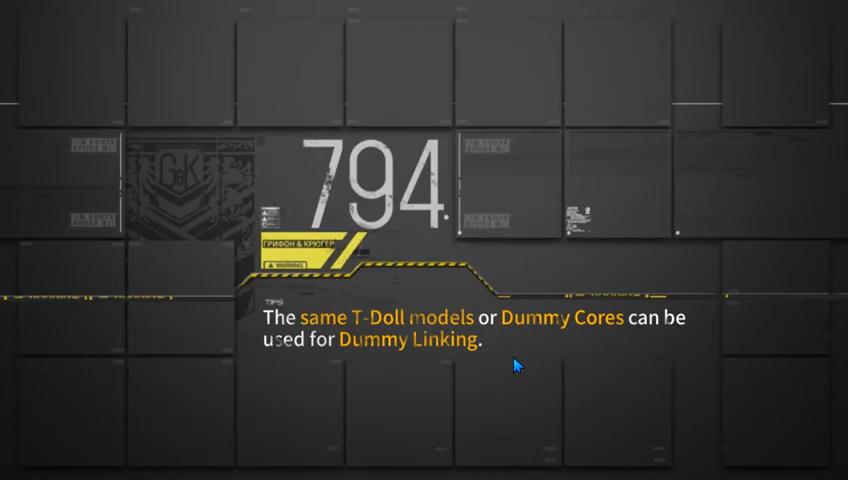 G&K
794.
ГРИФОН & КРЮГЕР
WARNING
TIPS
The same T-Doll models or Dummy Cores can be
used for Dummy Linking.